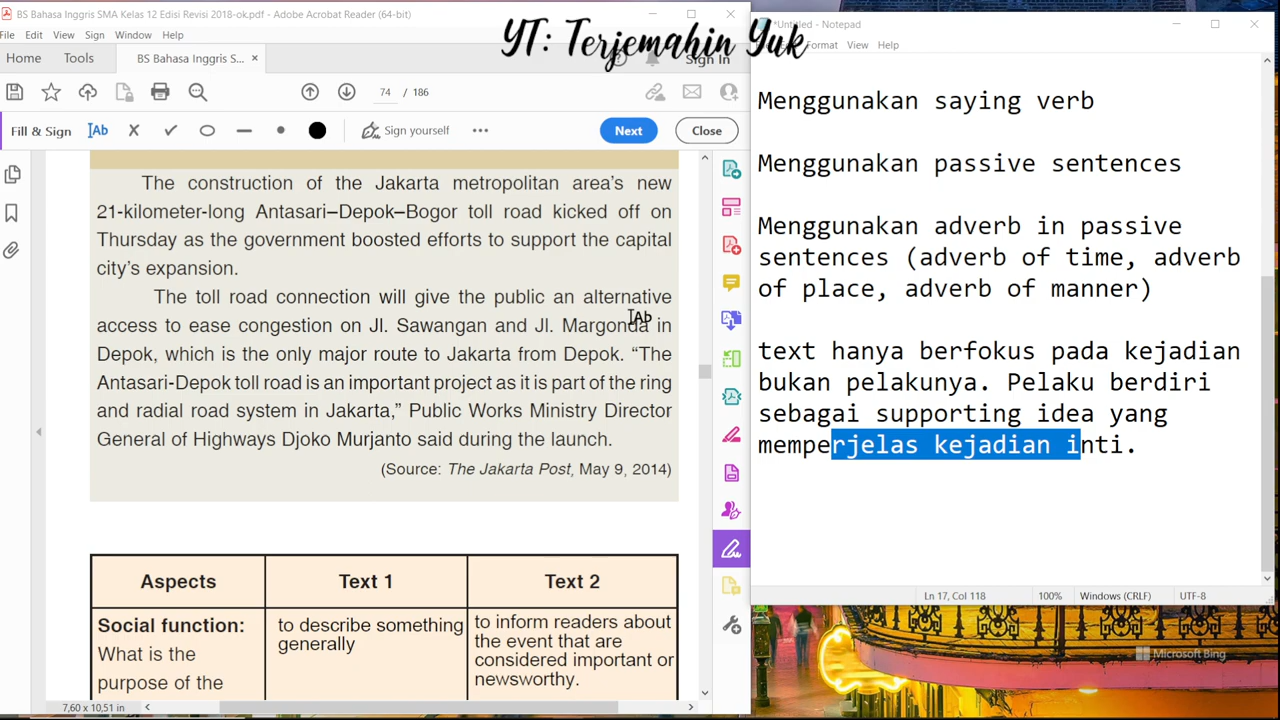 BS Bahasa Inggris SMA Kelas 12 Edisi Revisi 2018-ok.pdf - Adobe Acrobat Reader (64-bit)
File Edit View Sign Window Help
Home Tools BS Bahasa Inggris S... × Sign In
YT: Terjemahin Yuk
74 / 186
Fill & Sign Ab Sign yourself Next Close
The construction of the Jakarta metropolitan area’s new
21-kilometer-long Antasari–Depok–Bogor toll road kicked off on
Thursday as the government boosted efforts to support the capital
city’s expansion.
The toll road connection will give the public an alternative
access to ease congestion on Jl. Sawangan and Jl. Margonda in
Depok, which is the only major route to Jakarta from Depok. “The
Antasari-Depok toll road is an important project as it is part of the ring
and radial road system in Jakarta,” Public Works Ministry Director
General of Highways Djoko Murjanto said during the launch.
(Source: The Jakarta Post, May 9, 2014)
Aspects Text 1 Text 2
Social function:
What is the
purpose of the
to describe something
generally
to inform readers about
the event that are
considered important or
newsworthy.
7,60 x 10,51 in
*Untitled - Notepad
Format View Help
Menggunakan saying verb
Menggunakan passive sentences
Menggunakan adverb in passive
sentences (adverb of time, adverb
of place, adverb of manner)
text hanya berfokus pada kejadian
bukan pelakunya. Pelaku berdiri
sebagai supporting idea yang
memperjelas kejadian inti.
Ln 17, Col 118 100% Windows (CRLF) UTF-8
Microsoft Bing